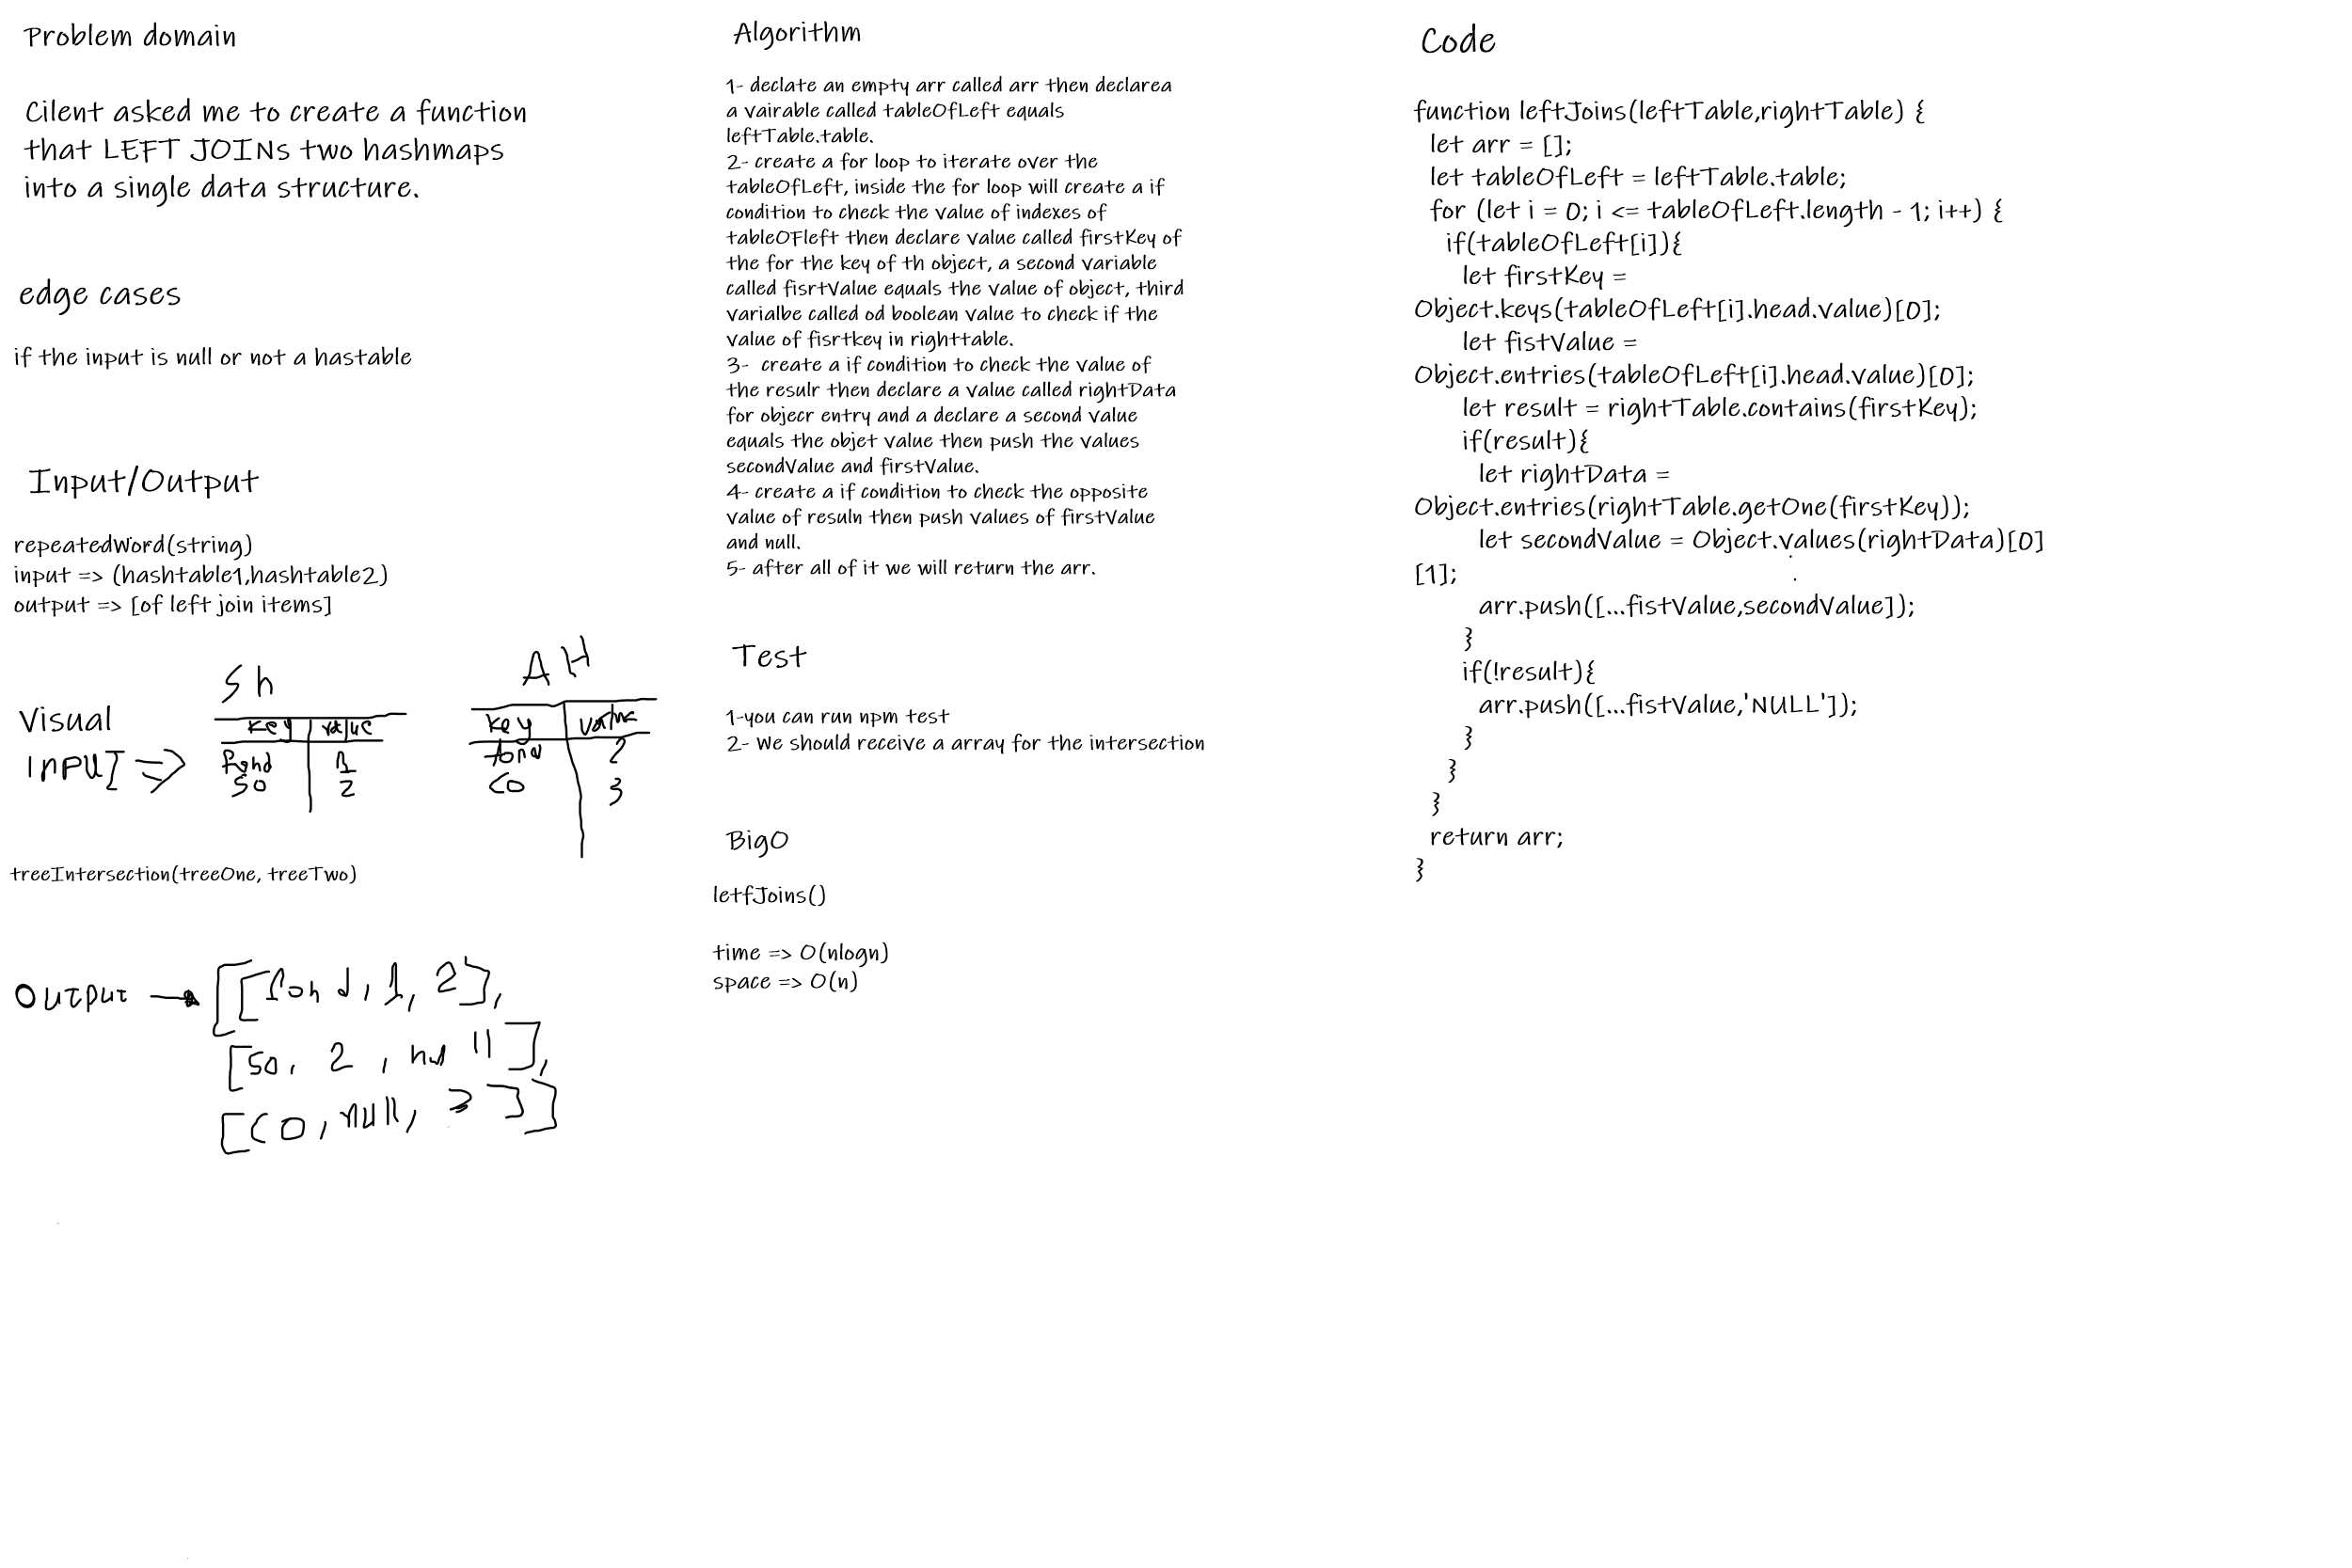 Problem domain
Cilent asked me to create a function
that LEFT JOINs two hashmaps
into a single data structure.
edge cases
if the input is null or not a hastable
Input/Output
repeatedWord(string)
input => (hashtable1,hashtable2)
output => [of left join items]
Visual
INPUT =>
Sh
key value
fond 1
so 2
AH
key value
fond 2
co 3
treeIntersection(treeOne, treeTwo)
OUTPUT → [[fond, 1, 2],
[so, 2, null],
[co, null, 3]]
Algorithm
1- declate an empty arr called arr then declarea
a vairable called tableOfLeft equals
leftTable.table.
2- create a for loop to iterate over the
tableOfLeft, inside the for loop will create a if
condition to check the value of indexes of
tableOFleft then declare value called firstKey of
the for the key of th object, a second variable
called fisrtValue equals the value of object, third
varialbe called od boolean value to check if the
value of fisrtkey in righttable.
3-  create a if condition to check the value of
the resulr then declare a value called rightData
for objecr entry and a declare a second value
equals the objet value then push the values
secondValue and firstValue.
4- create a if condition to check the opposite
value of resuln then push values of firstValue
and null.
5- after all of it we will return the arr.
Test
1-you can run npm test
2- We should receive a array for the intersection
BigO
letfJoins()
time => O(nlogn)
space => O(n)
Code
function leftJoins(leftTable,rightTable) {
let arr = [];
let tableOfLeft = leftTable.table;
for (let i = 0; i <= tableOfLeft.length - 1; i++) {
if(tableOfLeft[i]){
let firstKey =
Object.keys(tableOfLeft[i].head.value)[0];
let fistValue =
Object.entries(tableOfLeft[i].head.value)[0];
let result = rightTable.contains(firstKey);
if(result){
let rightData =
Object.entries(rightTable.getOne(firstKey));
let secondValue = Object.values(rightData)[0]
[1];
arr.push([...fistValue,secondValue]);
}
if(!result){
arr.push([...fistValue,'NULL']);
}
}
}
return arr;
}